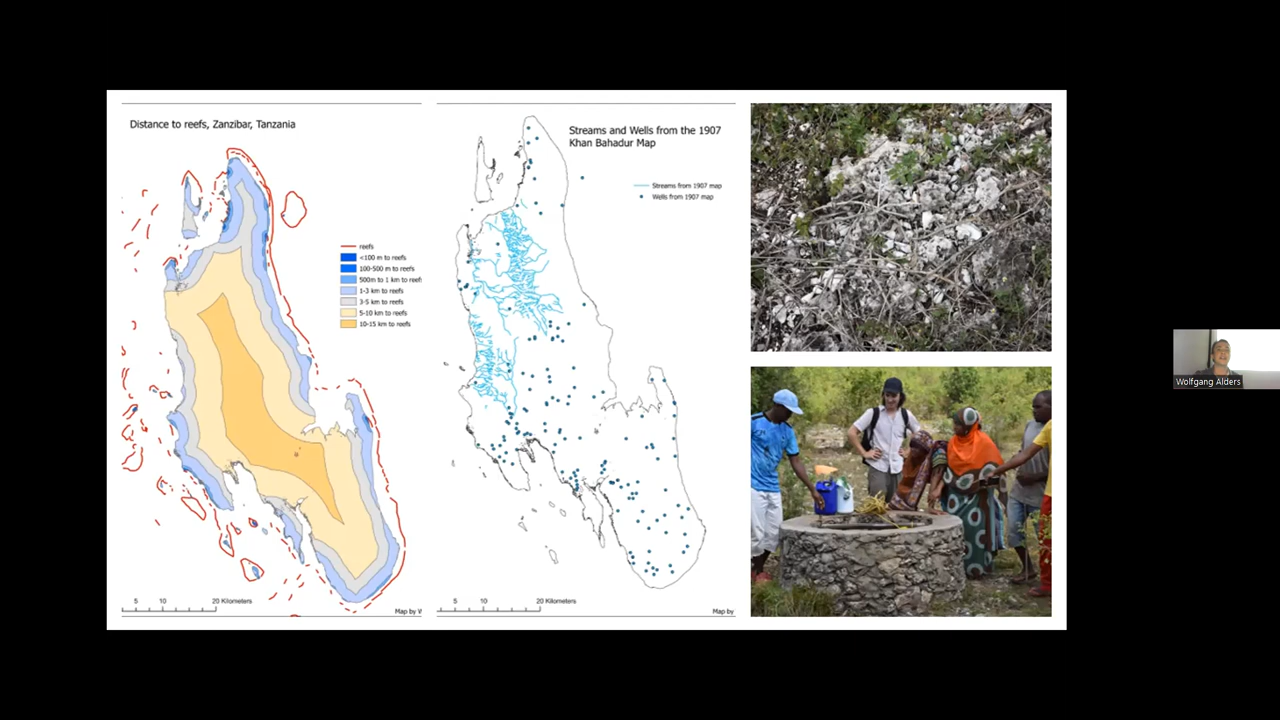 Distance to reefs, Zanzibar, Tanzania
reefs
<100 m to reefs
100-500 m to reefs
500m to 1 km to reefs
1-3 km to reefs
3-5 km to reefs
5-10 km to reefs
10-15 km to reefs
5 10 20 Kilometers
Map by
Streams and Wells from the 1907
Khan Bahadur Map
Streams from 1907 map
Wells from 1907 map
5 10 20 Kilometers
Map by
Wolfgang Alders